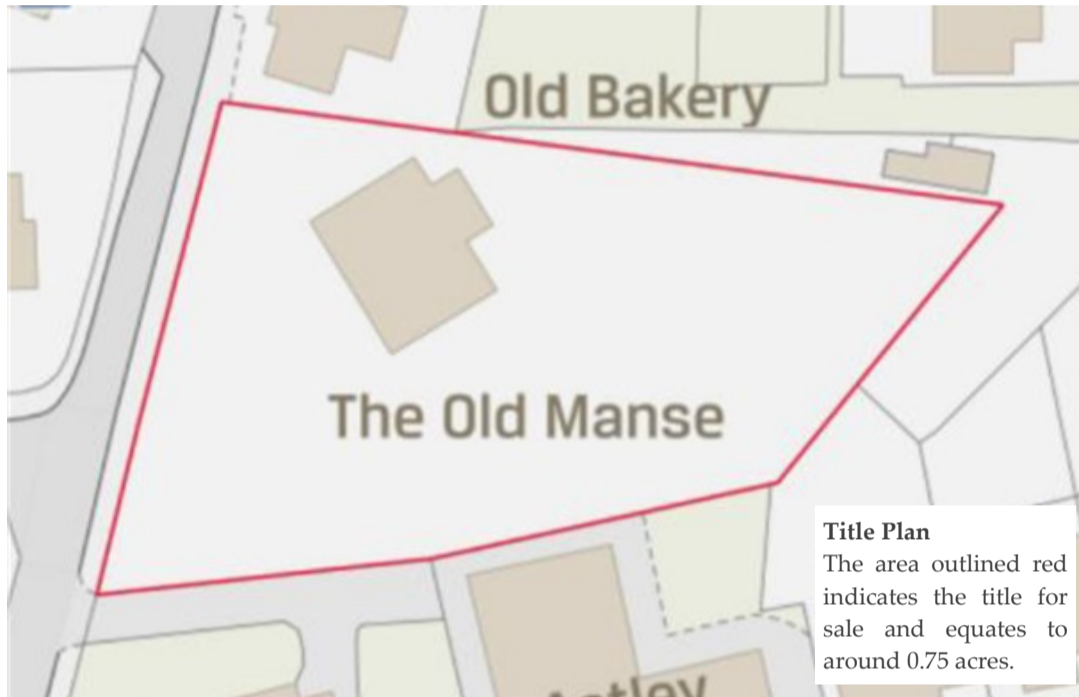 Old Bakery
The Old Manse
Title Plan
The area outlined red
indicates the title for
sale and equates to
around 0.75 acres.